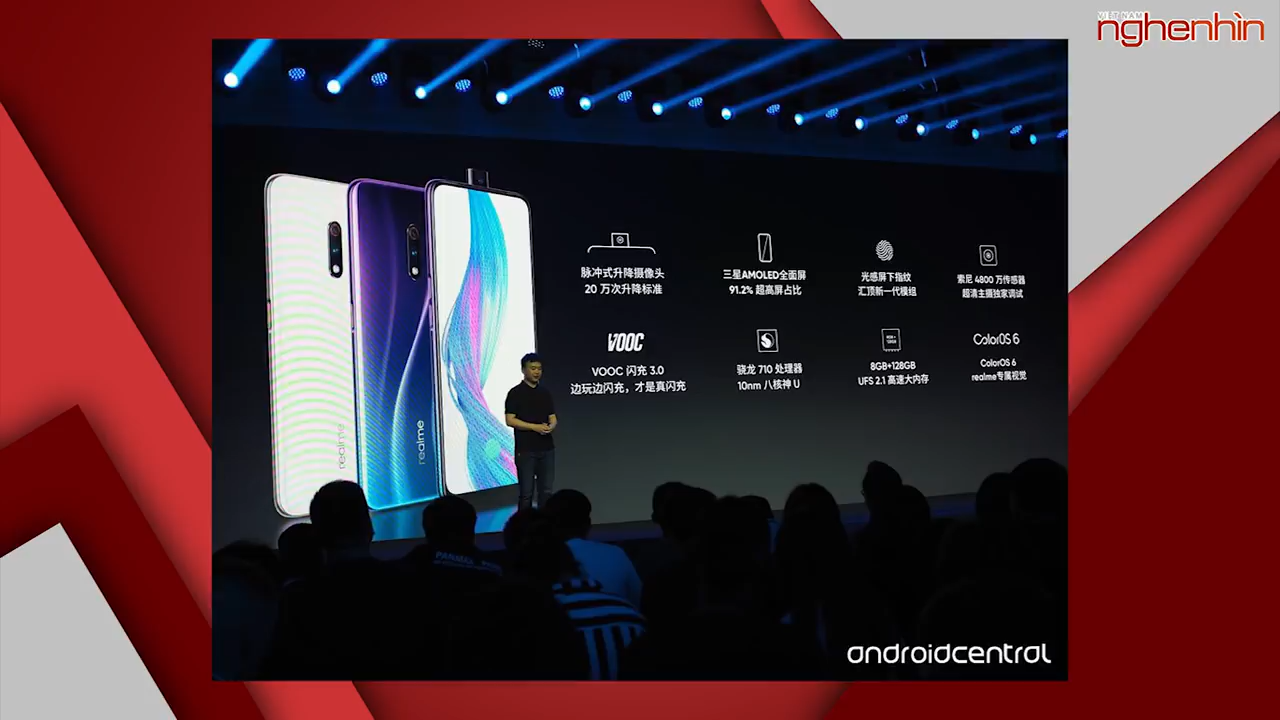 VIET NAM
nghenhìn
脉冲式升降摄像头
20 万次升降标准
三星AMOLED全面屏
91.2% 超高屏占比
光感屏下指纹
汇顶新一代模组
索尼 4800 万传感器
超清主摄独家调试
VOOC
VOOC 闪充 3.0
边玩边闪充，才是真闪充
骁龙 710 处理器
10nm 八核神 U
8GB+128GB
UFS 2.1 高速大内存
ColorOS 6
ColorOS 6
realme专属视觉
realme
realme
androidcentral